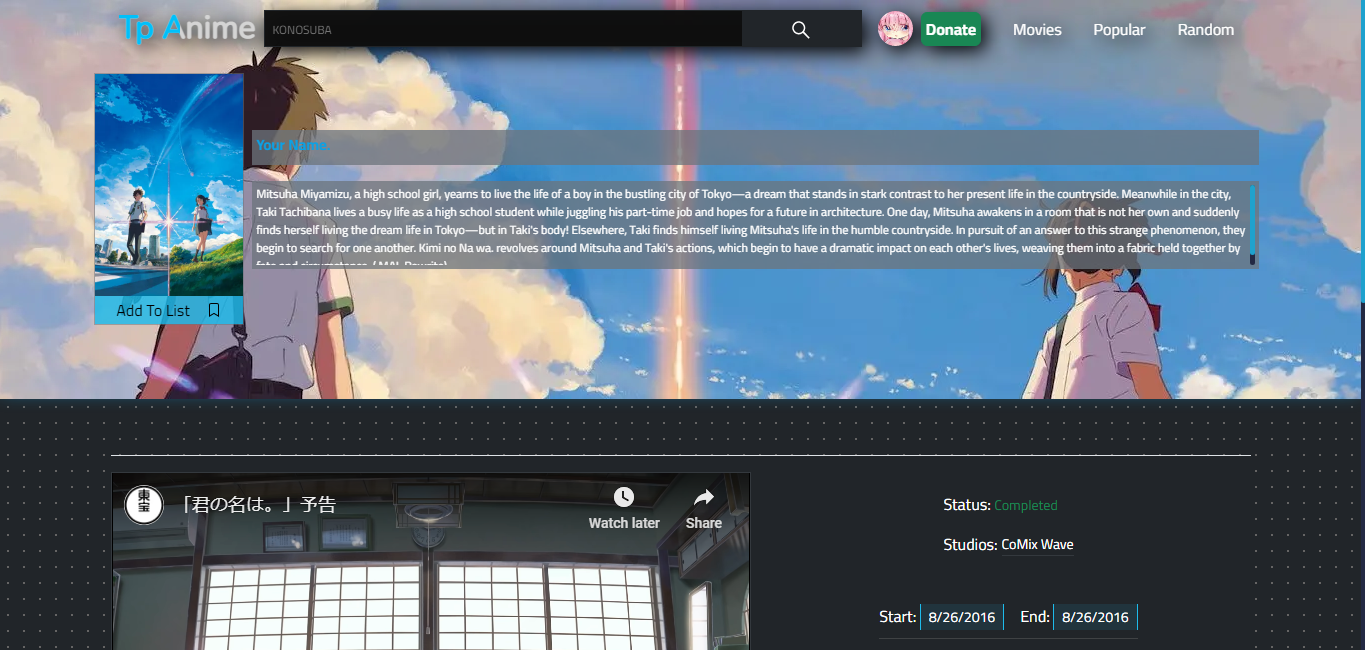 Tp Anime
KONOSUBA
Donate
Movies
Popular
Random
Your Name.
Mitsuha Miyamizu, a high school girl, yearns to live the life of a boy in the bustling city of Tokyo—a dream that stands in stark contrast to her present life in the countryside. Meanwhile in the city,
Taki Tachibana lives a busy life as a high school student while juggling his part-time job and hopes for a future in architecture. One day, Mitsuha awakens in a room that is not her own and suddenly
finds herself living the dream life in Tokyo—but in Taki's body! Elsewhere, Taki finds himself living Mitsuha's life in the humble countryside. In pursuit of an answer to this strange phenomenon, they
begin to search for one another. Kimi no Na wa. revolves around Mitsuha and Taki's actions, which begin to have a dramatic impact on each other's lives, weaving them into a fabric held together by
Add To List
東宝
「君の名は。」予告
Watch later
Share
Status: Completed
Studios: CoMix Wave
Start: 8/26/2016 End: 8/26/2016